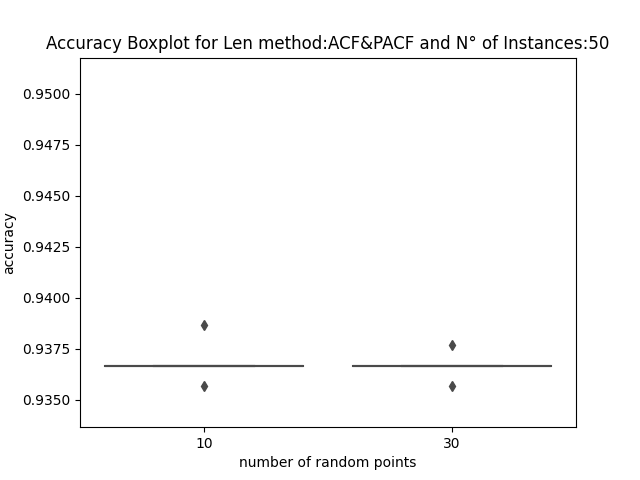 Accuracy Boxplot for Len method:ACF&PACF and N° of Instances:50
0.9500
0.9475
0.9450
0.9425
0.9400
0.9375
0.9350
accuracy
10 30
number of random points